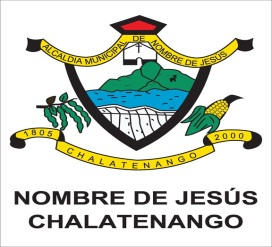 ALCALDIA MUNICIPAL DE NOMBRE DE JESUS
1805 CHALATENANGO 2000
NOMBRE DE JESÚS
CHALATENANGO